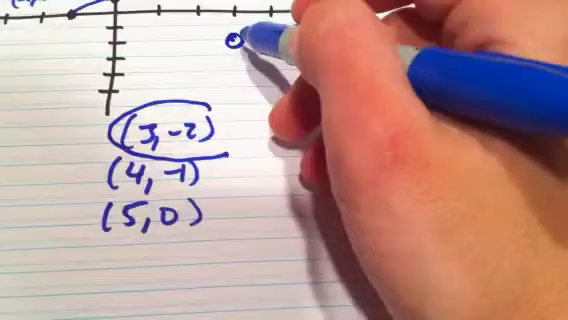 (3,-2)
(4,-1)
(5,0)